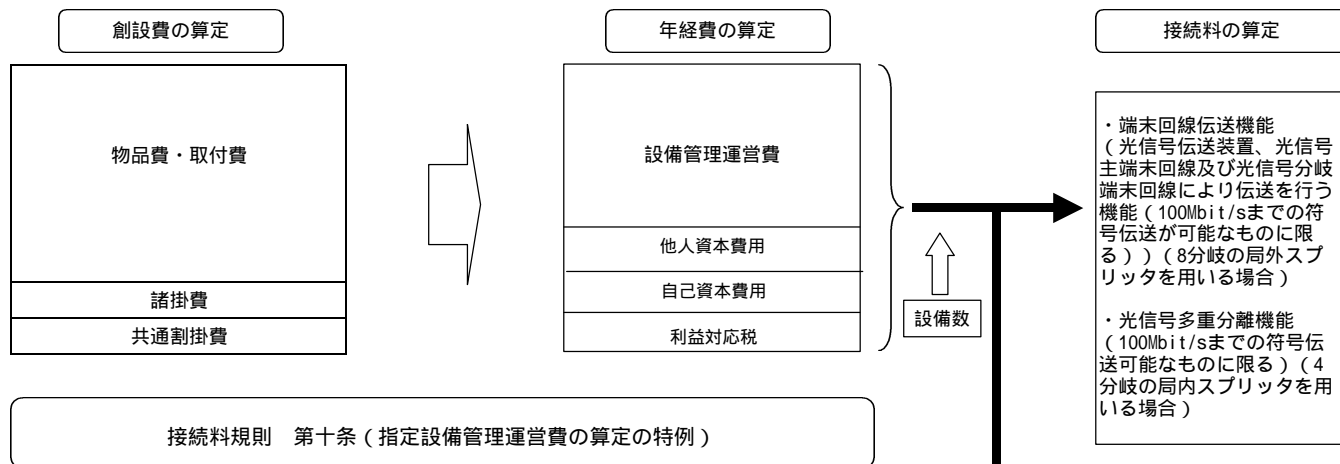 創設費の算定
年経費の算定
接続料の算定
物品費・取付費
諸掛費
共通割掛費
設備管理運営費
他人資本費用
自己資本費用
利益対応税
設備数
・端末回線伝送機能
(光信号伝送装置、光信号
主端末回線及び光信号分岐
端末回線により伝送を行う
機能(100Mbit/sまでの符
号伝送が可能なものに限
る))(8分岐の局外スプ
リッタを用いる場合)
・光信号多重分離機能
(100Mbit/sまでの符号伝
送可能なものに限る)(4
分岐の局内スプリッタを用
いる場合)
接続料規則 第十条(指定設備管理運営費の算定の特例)